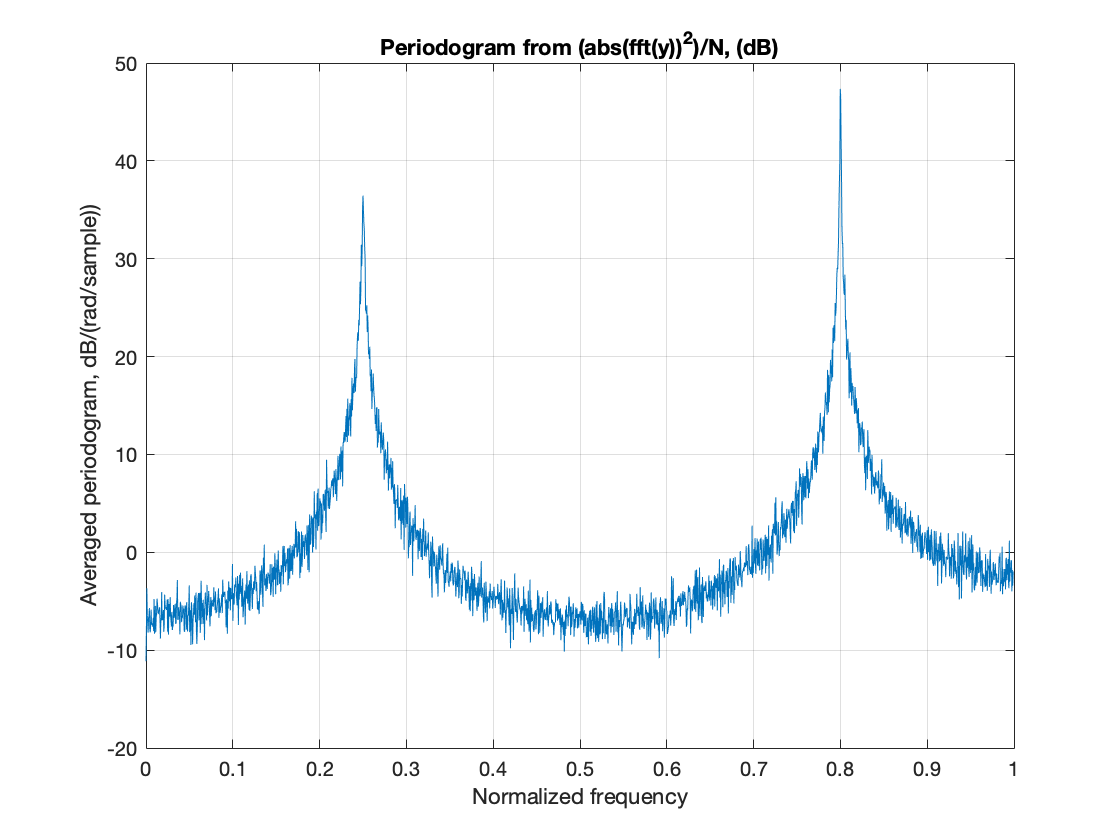 Periodogram from (abs(fft(y))²)/N, (dB)
50
40
30
20
10
0
-10
-20
Averaged periodogram, dB/(rad/sample))
0 0.1 0.2 0.3 0.4 0.5 0.6 0.7 0.8 0.9 1
Normalized frequency